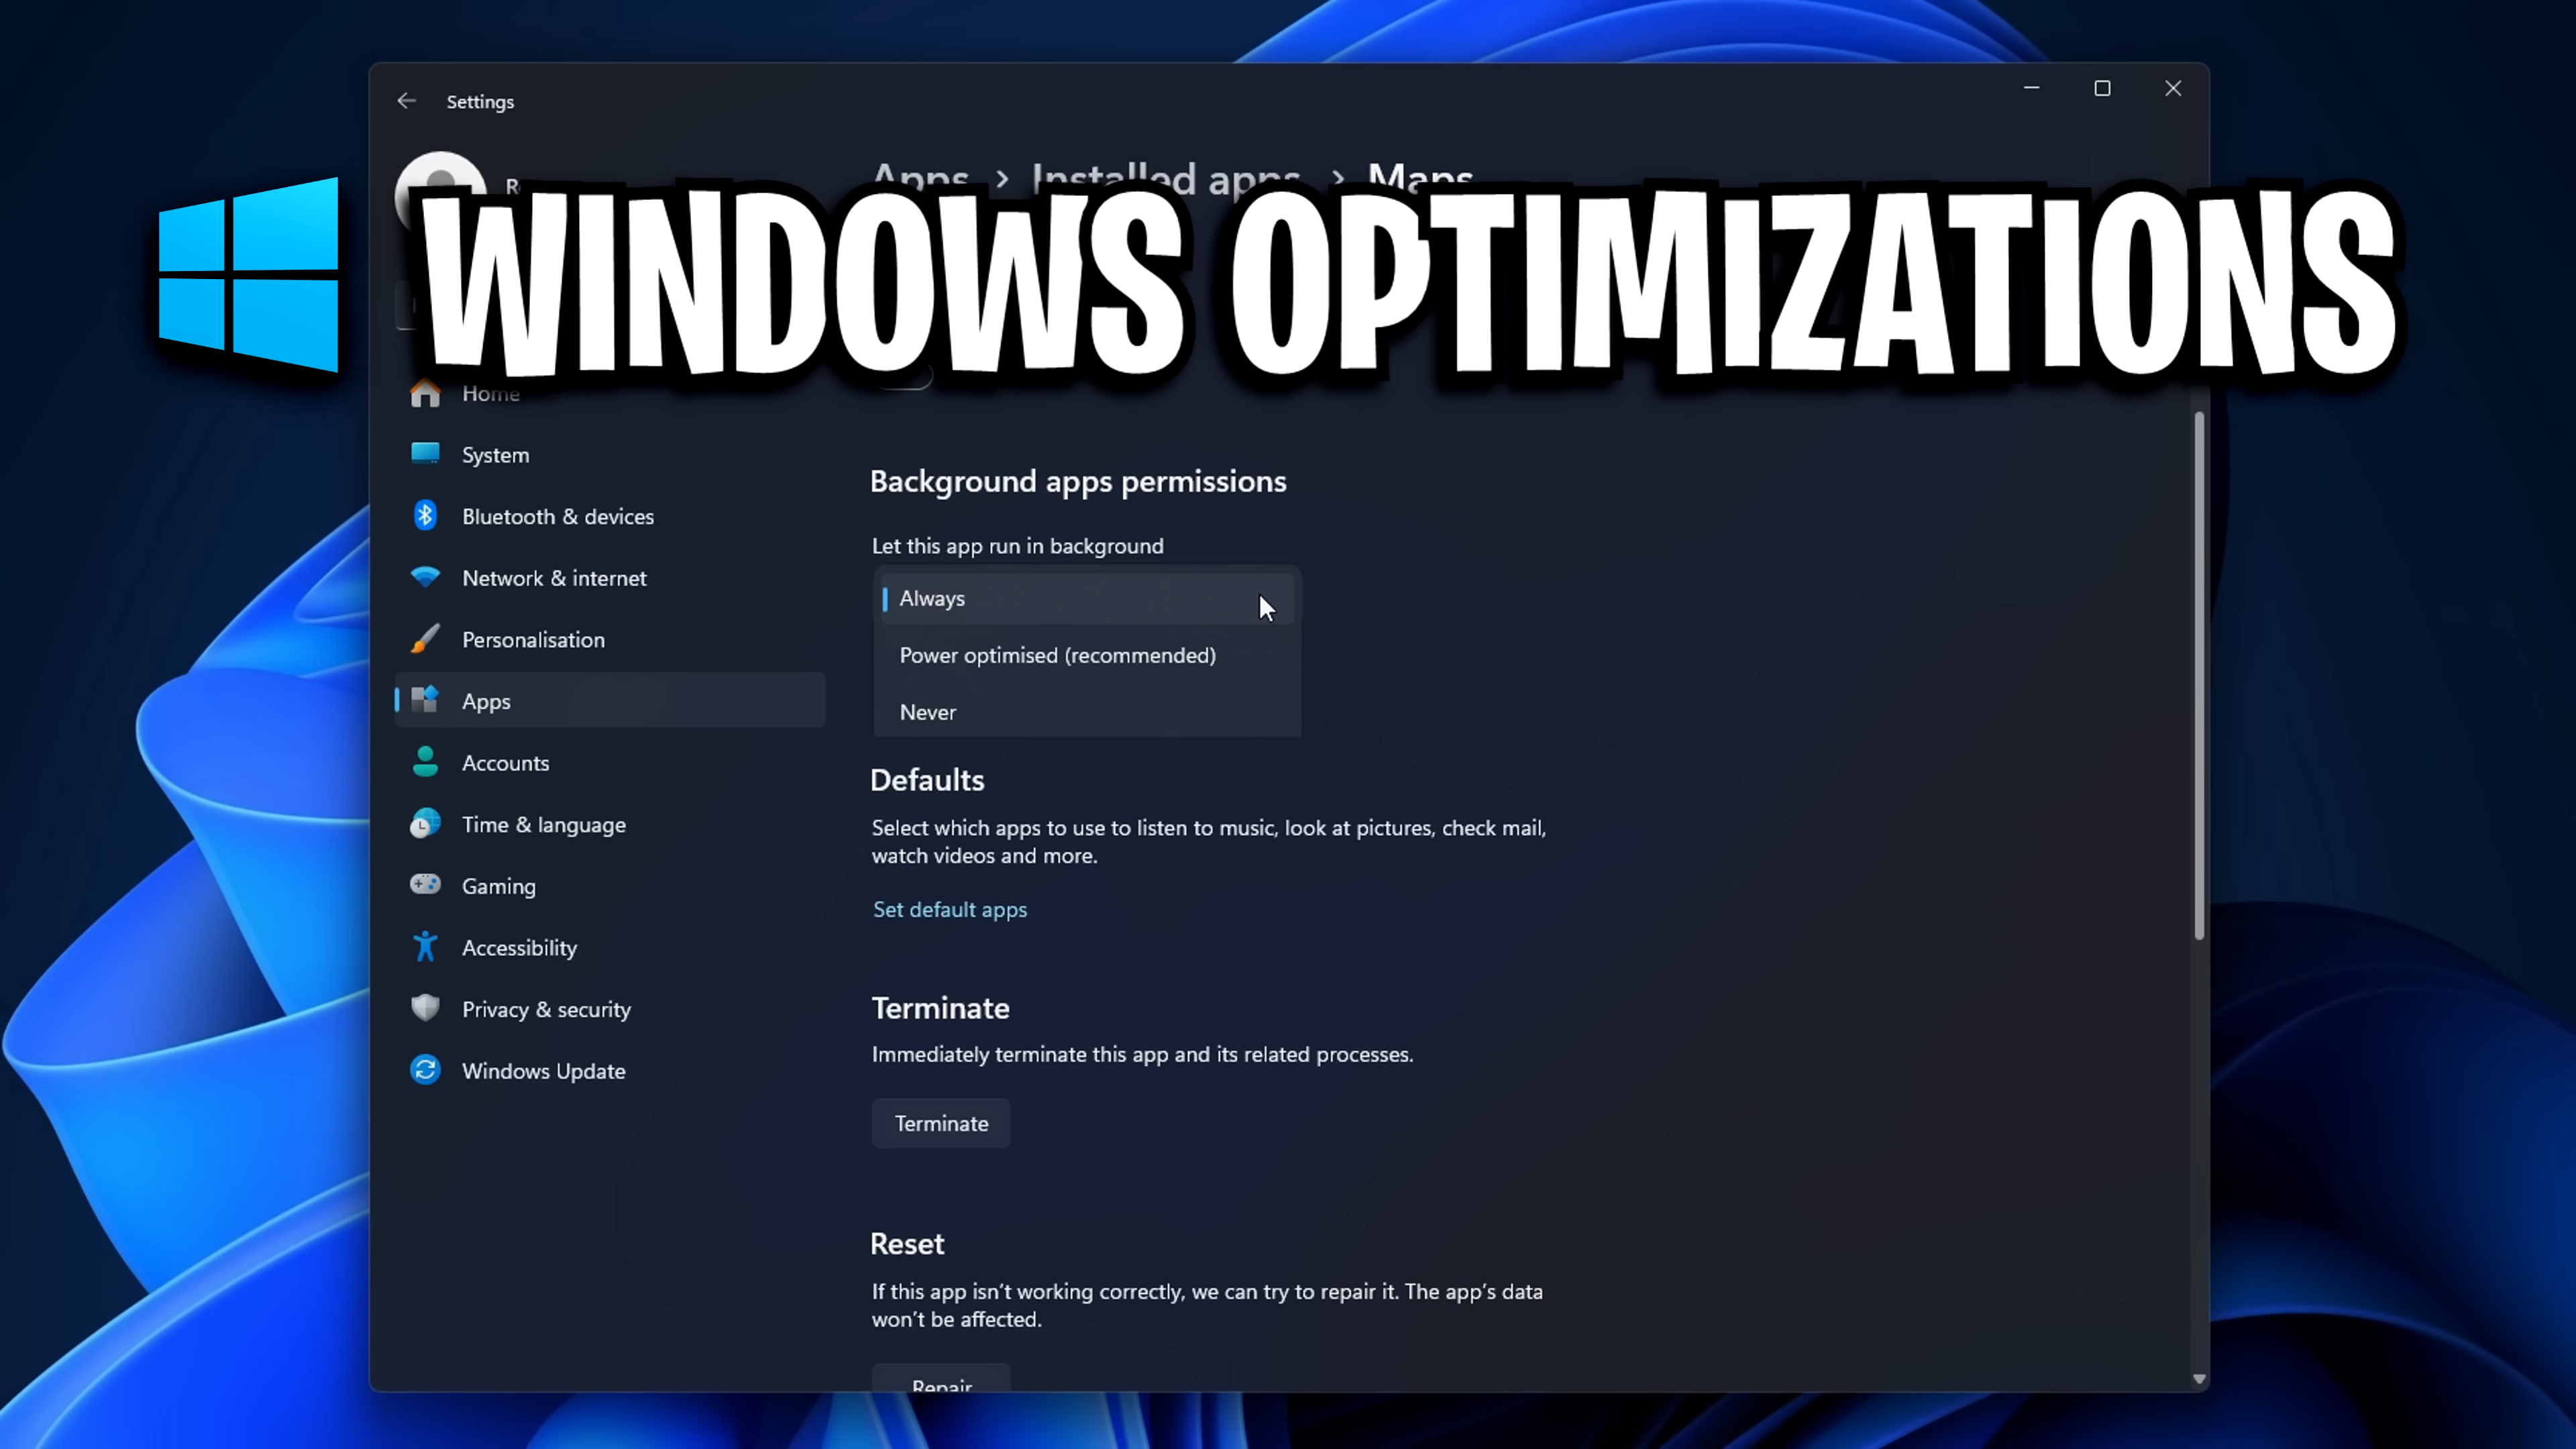 Settings
Apps > Installed apps > Maps
WINDOWS OPTIMIZATIONS
Home
System
Bluetooth & devices
Network & internet
Personalisation
Apps
Accounts
Time & language
Gaming
Accessibility
Privacy & security
Windows Update
Background apps permissions
Let this app run in background
Always
Power optimised (recommended)
Never
Defaults
Select which apps to use to listen to music, look at pictures, check mail,
watch videos and more.
Set default apps
Terminate
Immediately terminate this app and its related processes.
Terminate
Reset
If this app isn't working correctly, we can try to repair it. The app's data
won't be affected.
Repair